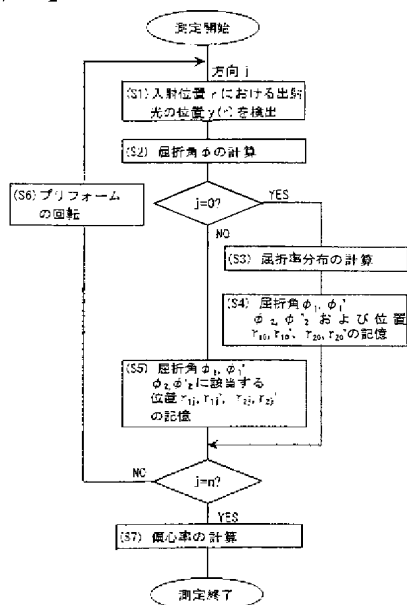 測定開始
方向 j
(S1) 入射位置 r における出射
光の位置 y(r) を検出
(S2) 屈折角φの計算
(S6) プリフォーム
の回転
j=0?
YES
NO
(S3) 屈折率分布の計算
(S4) 屈折角 φ₁, φ₁'
φ₂, φ'₂ および位置
r₁₀, r₁₀', r₂₀, r₂₀' の記憶
(S5) 屈折角 φ₁, φ₁'
φ₂, φ'₂ に該当する
位置 r₁ⱼ, r₁ⱼ', r₂ⱼ, r₂ⱼ'
の記憶
NO
j=n?
YES
(S7) 偏心率の計算
測定終了